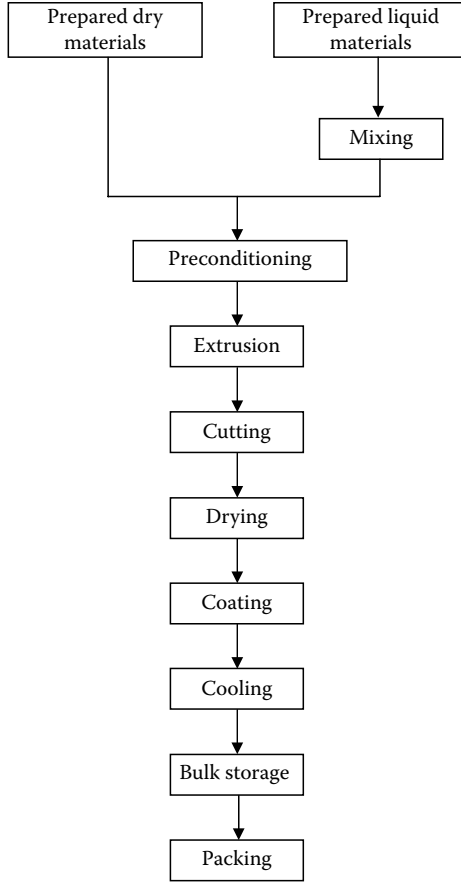 Prepared dry
materials
Prepared liquid
materials
Mixing
Preconditioning
Extrusion
Cutting
Drying
Coating
Cooling
Bulk storage
Packing